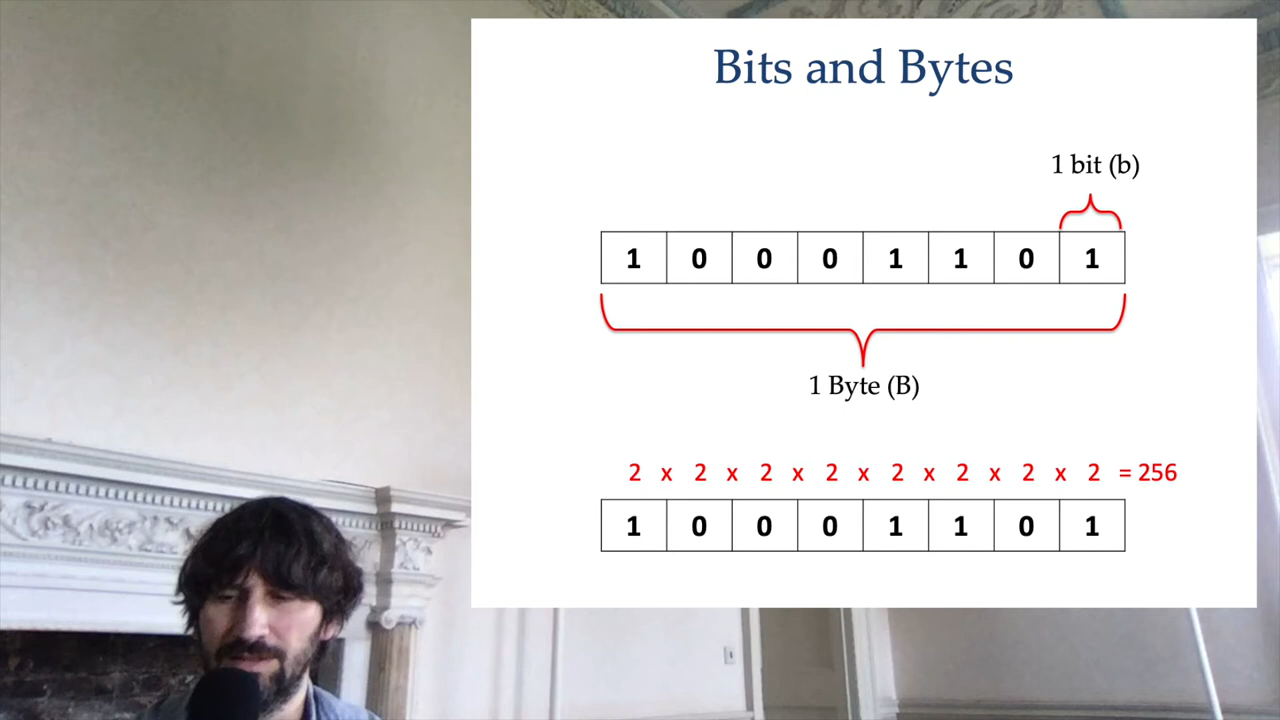 Bits and Bytes
1 bit (b)
1 0 0 0 1 1 0 1
1 Byte (B)
2 x 2 x 2 x 2 x 2 x 2 x 2 x 2 = 256
1 0 0 0 1 1 0 1